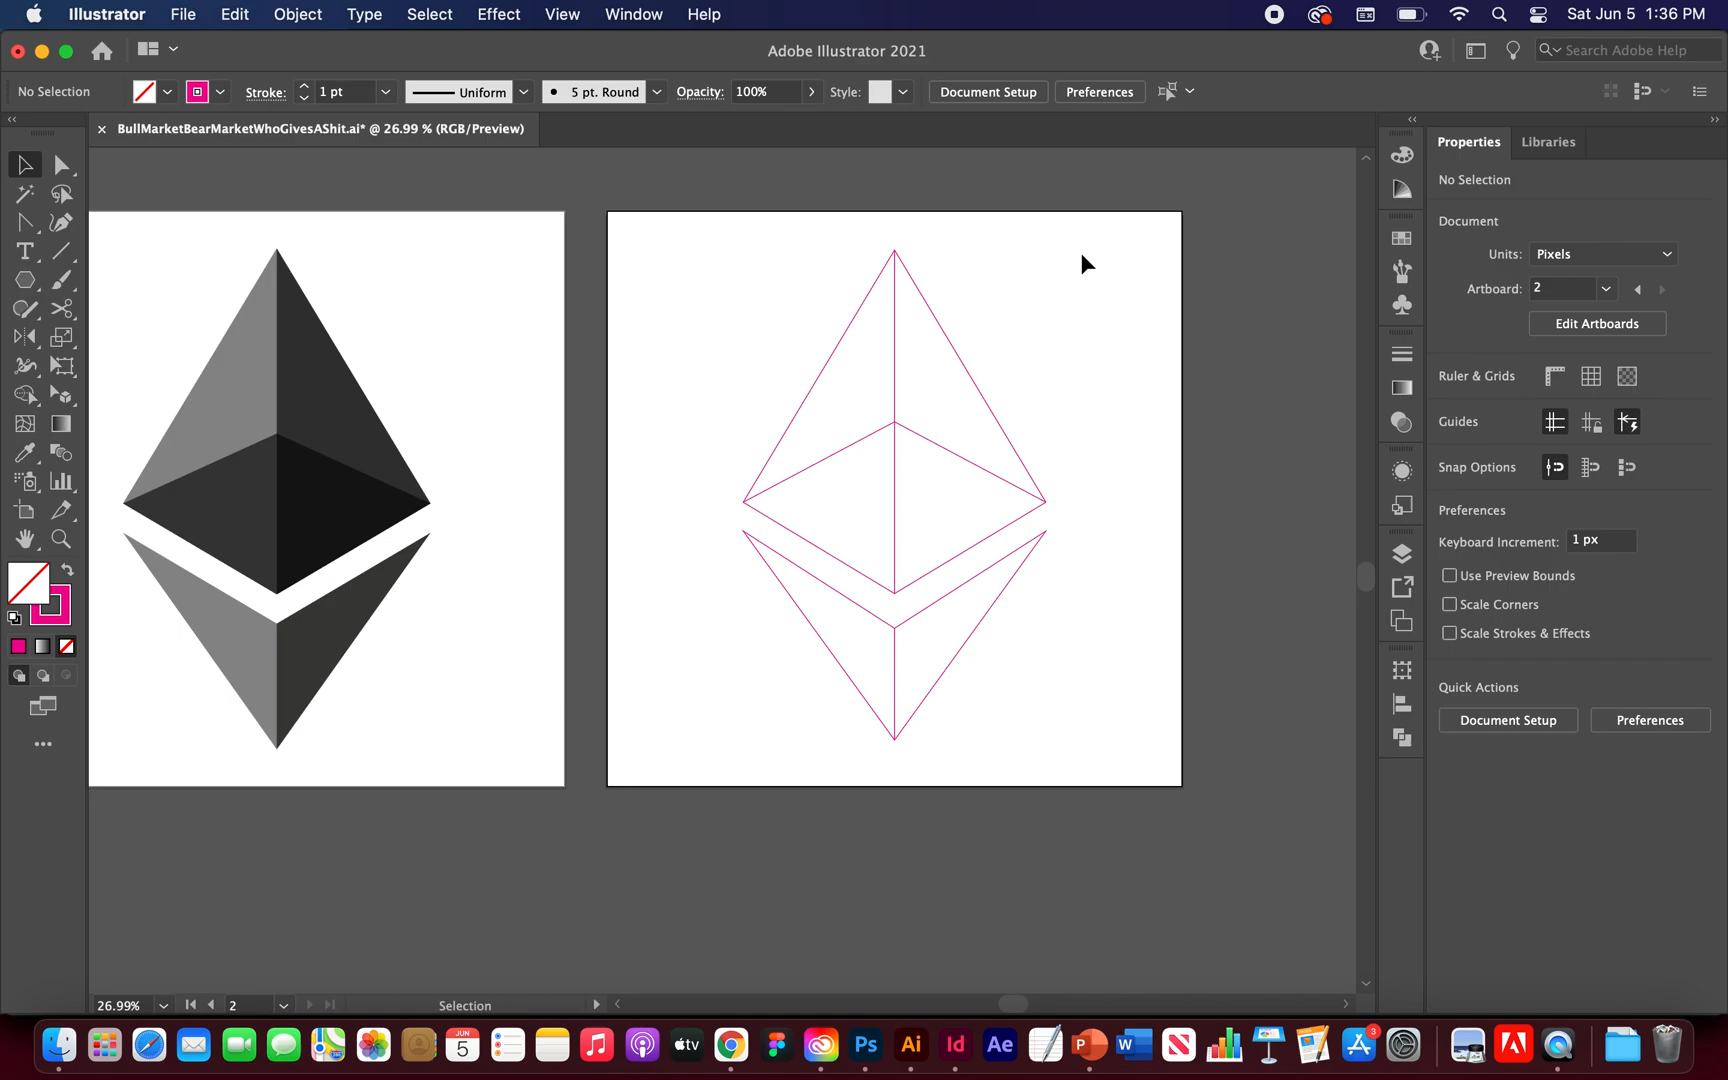 Illustrator File Edit Object Type Select Effect View Window Help Sat Jun 5 1:36 PM
Adobe Illustrator 2021
Search Adobe Help
No Selection Stroke: 1 pt Uniform 5 pt. Round Opacity: 100% Style: Document Setup Preferences
BullMarketBearMarketWhoGivesAShit.ai* @ 26.99 % (RGB/Preview)
Properties Libraries
No Selection
Document
Units: Pixels
Artboard: 2
Edit Artboards
Ruler & Grids
Guides
Snap Options
Preferences
Keyboard Increment: 1 px
Use Preview Bounds
Scale Corners
Scale Strokes & Effects
Quick Actions
Document Setup Preferences
T
26.99% 2 Selection
JUN
5
tv
Ps
Ai
Id
Ae
P
W
3